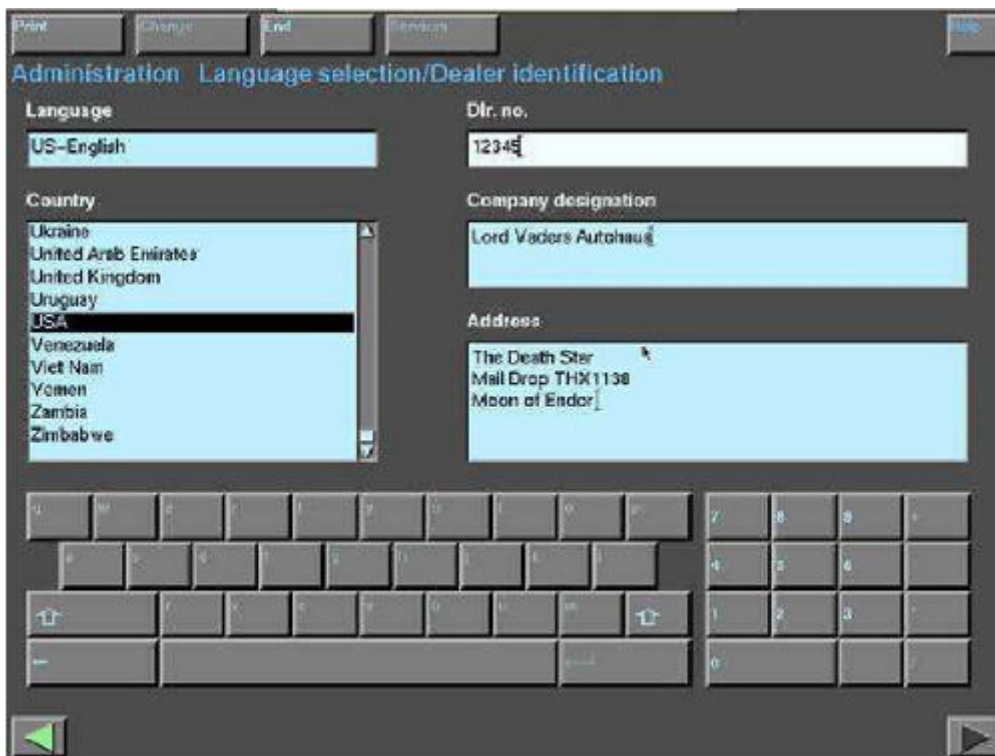 Print Change End Services Help
Administration Language selection/Dealer identification
Language
US-English
Dlr. no.
12345
Country
Ukraine
United Arab Emirates
United Kingdom
Uruguay
USA
Venezuela
Viet Nam
Yemen
Zambia
Zimbabwe
Company designation
Lord Vaders Autohaus
Address
The Death Star
Mail Drop THX1138
Moon of Endor
7 8 9 +
4 5 6
1 2 3
0